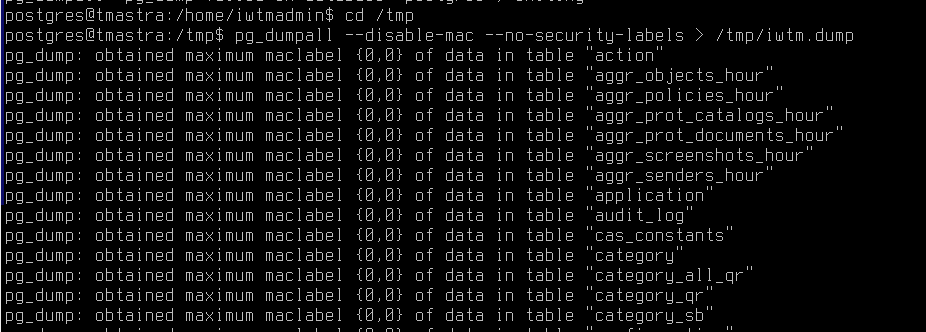 postgres@tmastra:/home/iwtmadmin$ cd /tmp
postgres@tmastra:/tmp$ pg_dumpall --disable-mac --no-security-labels > /tmp/iwtm.dump
pg_dump: obtained maximum maclabel {0,0} of data in table "action"
pg_dump: obtained maximum maclabel {0,0} of data in table "aggr_objects_hour"
pg_dump: obtained maximum maclabel {0,0} of data in table "aggr_policies_hour"
pg_dump: obtained maximum maclabel {0,0} of data in table "aggr_prot_catalogs_hour"
pg_dump: obtained maximum maclabel {0,0} of data in table "aggr_prot_documents_hour"
pg_dump: obtained maximum maclabel {0,0} of data in table "aggr_screenshots_hour"
pg_dump: obtained maximum maclabel {0,0} of data in table "aggr_senders_hour"
pg_dump: obtained maximum maclabel {0,0} of data in table "application"
pg_dump: obtained maximum maclabel {0,0} of data in table "audit_log"
pg_dump: obtained maximum maclabel {0,0} of data in table "cas_constants"
pg_dump: obtained maximum maclabel {0,0} of data in table "category"
pg_dump: obtained maximum maclabel {0,0} of data in table "category_all_qr"
pg_dump: obtained maximum maclabel {0,0} of data in table "category_qr"
pg_dump: obtained maximum maclabel {0,0} of data in table "category_sb"